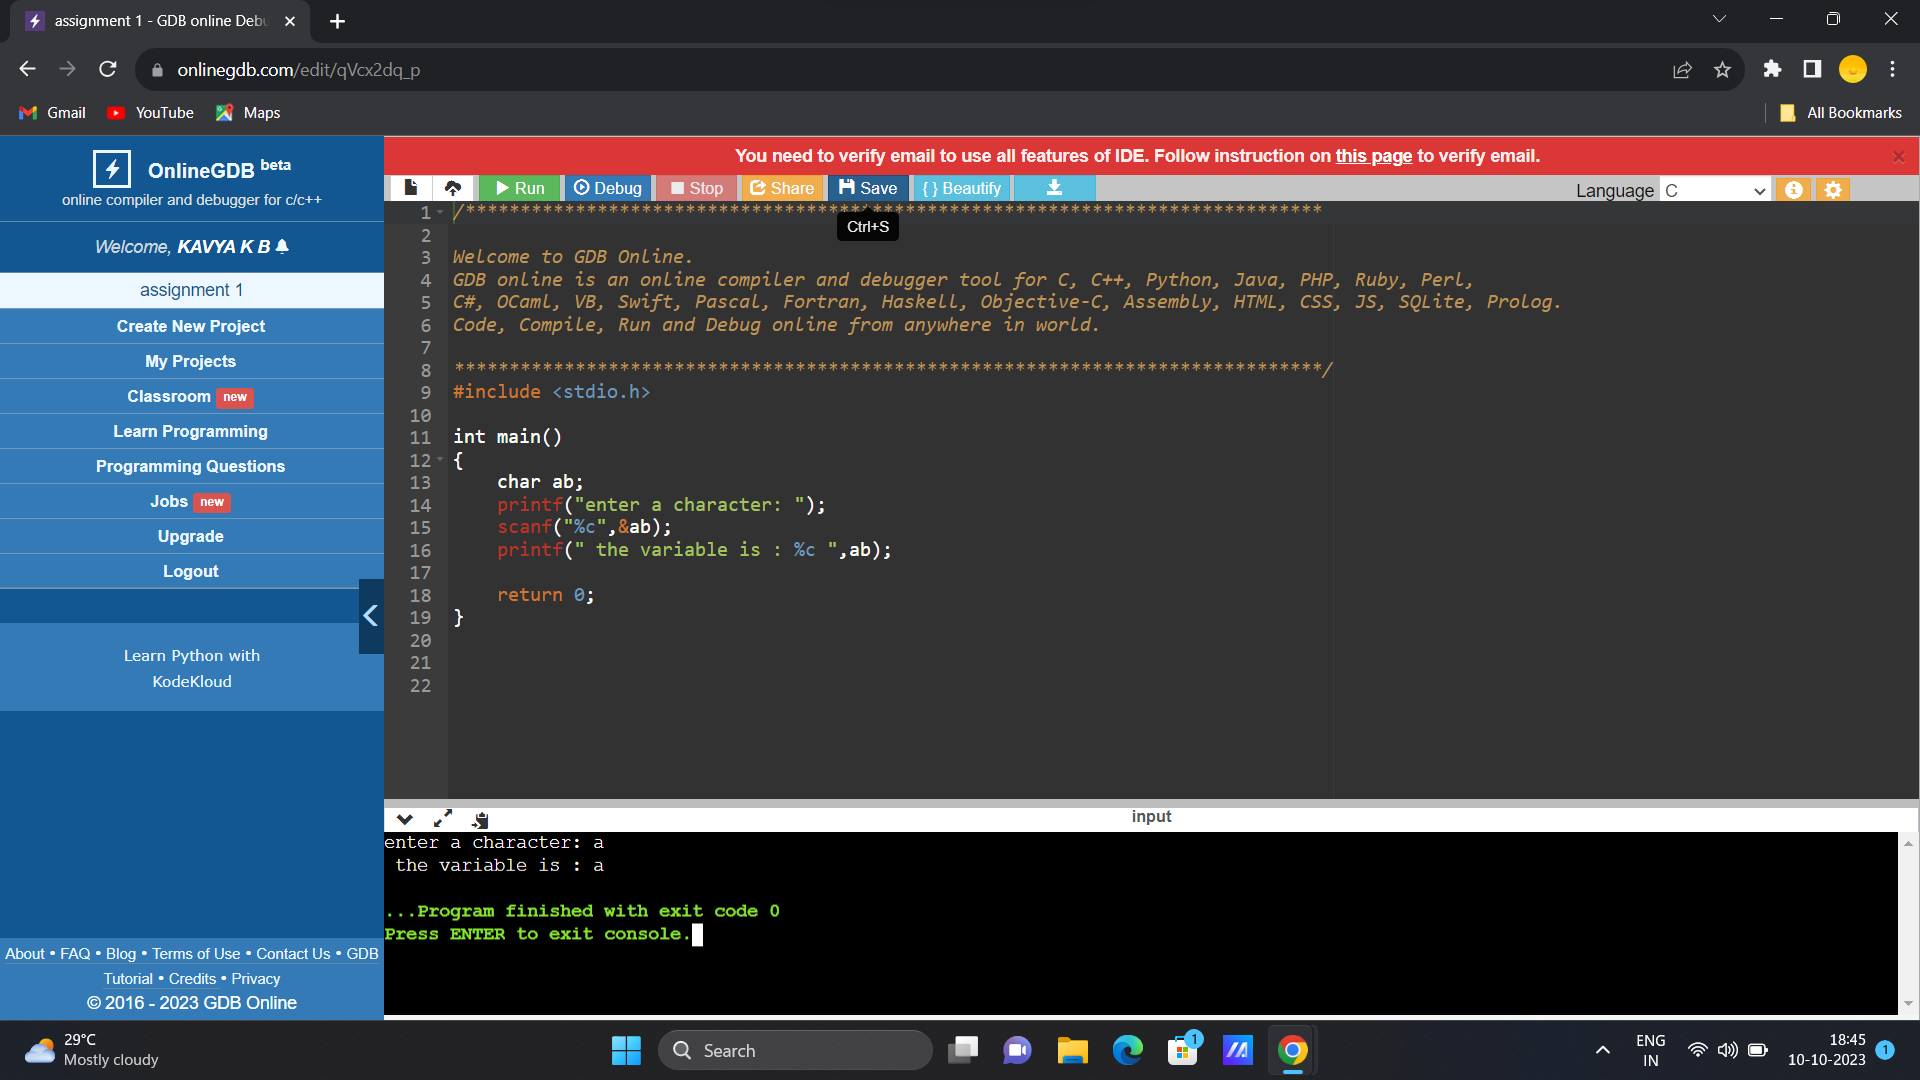 assignment 1 - GDB online Deb
onlinegdb.com/edit/qVcx2dq_p
Gmail YouTube Maps All Bookmarks
OnlineGDB beta
online compiler and debugger for c/c++
Welcome, KAVYA K B
assignment 1
Create New Project
My Projects
Classroom new
Learn Programming
Programming Questions
Jobs new
Upgrade
Logout
Learn Python with
KodeKloud
About • FAQ • Blog • Terms of Use • Contact Us • GDB
Tutorial • Credits • Privacy
© 2016 - 2023 GDB Online
You need to verify email to use all features of IDE. Follow instruction on this page to verify email.
Run Debug Stop Share Save { } Beautify Language C
Ctrl+S
1 /******************************************************************************
2
3 Welcome to GDB Online.
4 GDB online is an online compiler and debugger tool for C, C++, Python, Java, PHP, Ruby, Perl,
5 C#, OCaml, VB, Swift, Pascal, Fortran, Haskell, Objective-C, Assembly, HTML, CSS, JS, SQLite, Prolog.
6 Code, Compile, Run and Debug online from anywhere in world.
7
8 *******************************************************************************/
9 #include <stdio.h>
10
11 int main()
12 {
13     char ab;
14     printf("enter a character: ");
15     scanf("%c",&ab);
16     printf(" the variable is : %c ",ab);
17
18     return 0;
19 }
20
21
22
input
enter a character: a
 the variable is : a
...Program finished with exit code 0
Press ENTER to exit console.
29°C
Mostly cloudy
Search
1
ENG
IN
18:45
10-10-2023
1